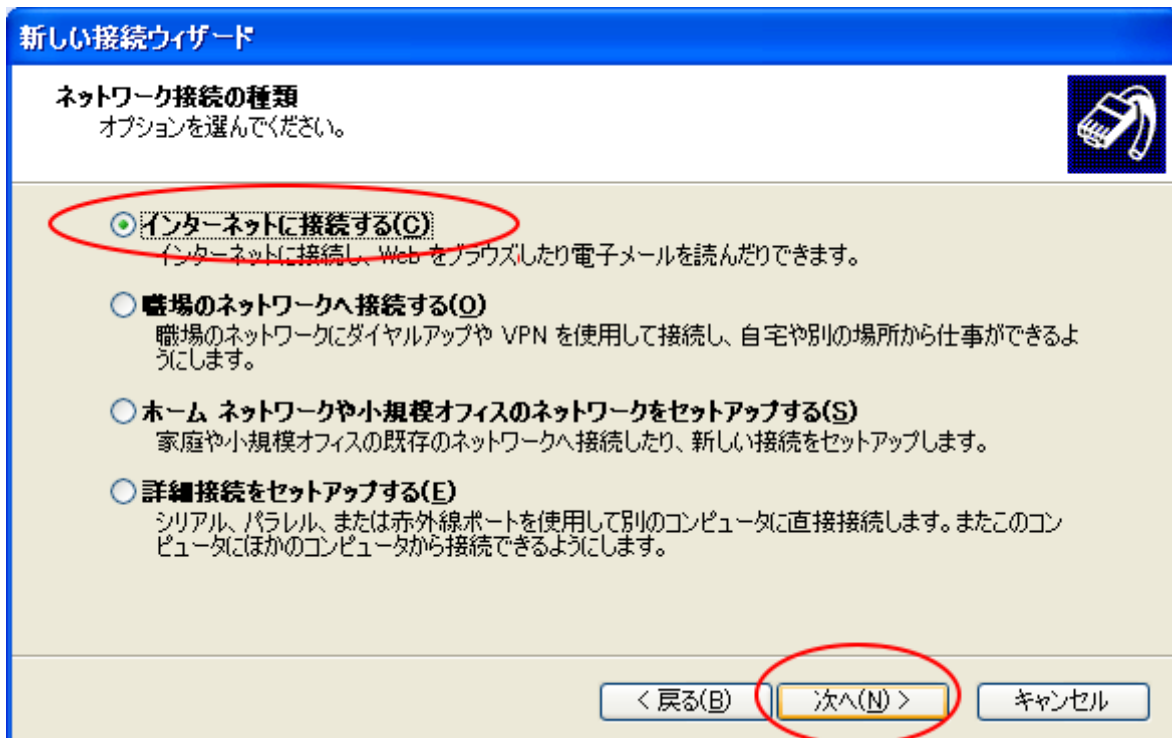 新しい接続ウィザード
ネットワーク接続の種類
オプションを選んでください。
インターネットに接続する(C)
インターネットに接続し、Web をブラウズしたり電子メールを読んだりできます。
職場のネットワークへ接続する(O)
職場のネットワークにダイヤルアップや VPN を使用して接続し、自宅や別の場所から仕事ができるよ
うにします。
ホーム ネットワークや小規模オフィスのネットワークをセットアップする(S)
家庭や小規模オフィスの既存のネットワークへ接続したり、新しい接続をセットアップします。
詳細接続をセットアップする(E)
シリアル、パラレル、または赤外線ポートを使用して別のコンピュータに直接接続します。またこのコン
ピュータにほかのコンピュータから接続できるようにします。
< 戻る(B) 次へ(N) > キャンセル